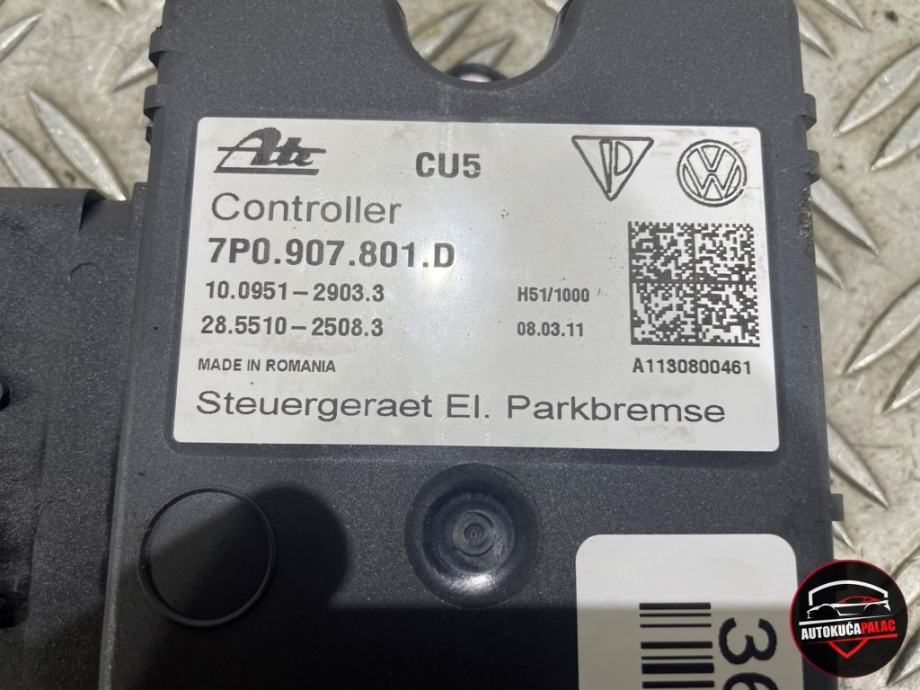 Ate CU5
Controller
7P0.907.801.D
10.0951-2903.3 H51/1000
28.5510-2508.3 08.03.11
MADE IN ROMANIA A1130800461
Steuergeraet El. Parkbremse
36
AUTOKUĆAPALAC